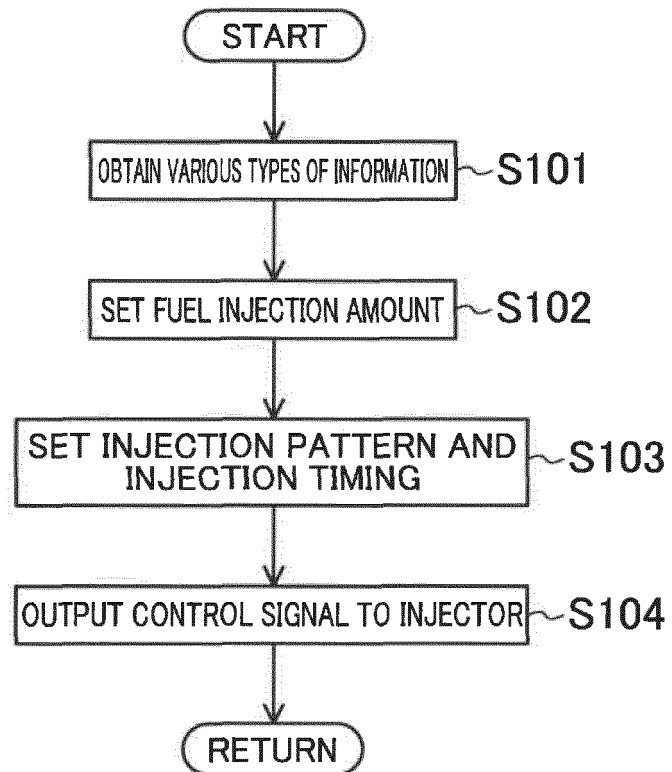 START
OBTAIN VARIOUS TYPES OF INFORMATION
S101
SET FUEL INJECTION AMOUNT
S102
SET INJECTION PATTERN AND
INJECTION TIMING
S103
OUTPUT CONTROL SIGNAL TO INJECTOR
S104
RETURN